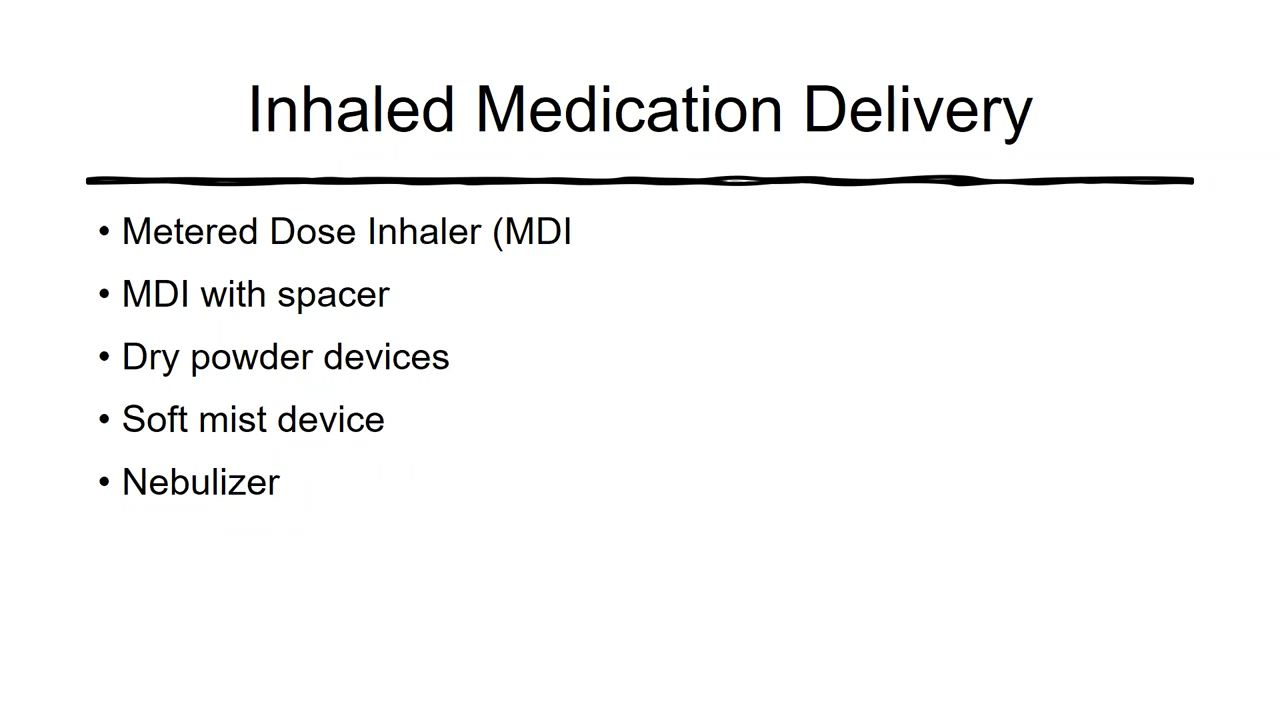 Inhaled Medication Delivery
• Metered Dose Inhaler (MDI
• MDI with spacer
• Dry powder devices
• Soft mist device
• Nebulizer